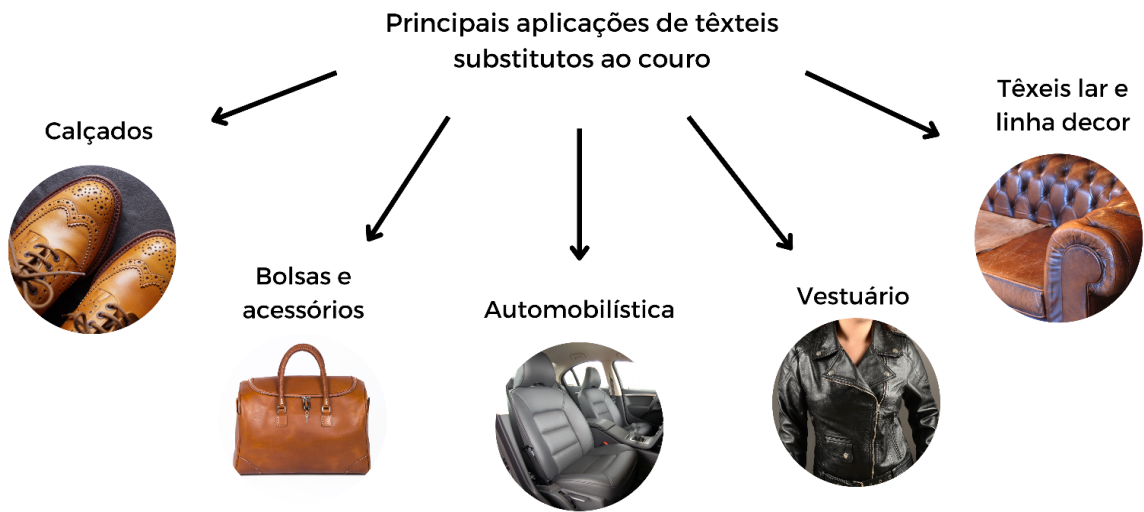 Principais aplicações de têxteis
substitutos ao couro
Calçados
Bolsas e
acessórios
Automobilística
Vestuário
Têxeis lar e
linha decor